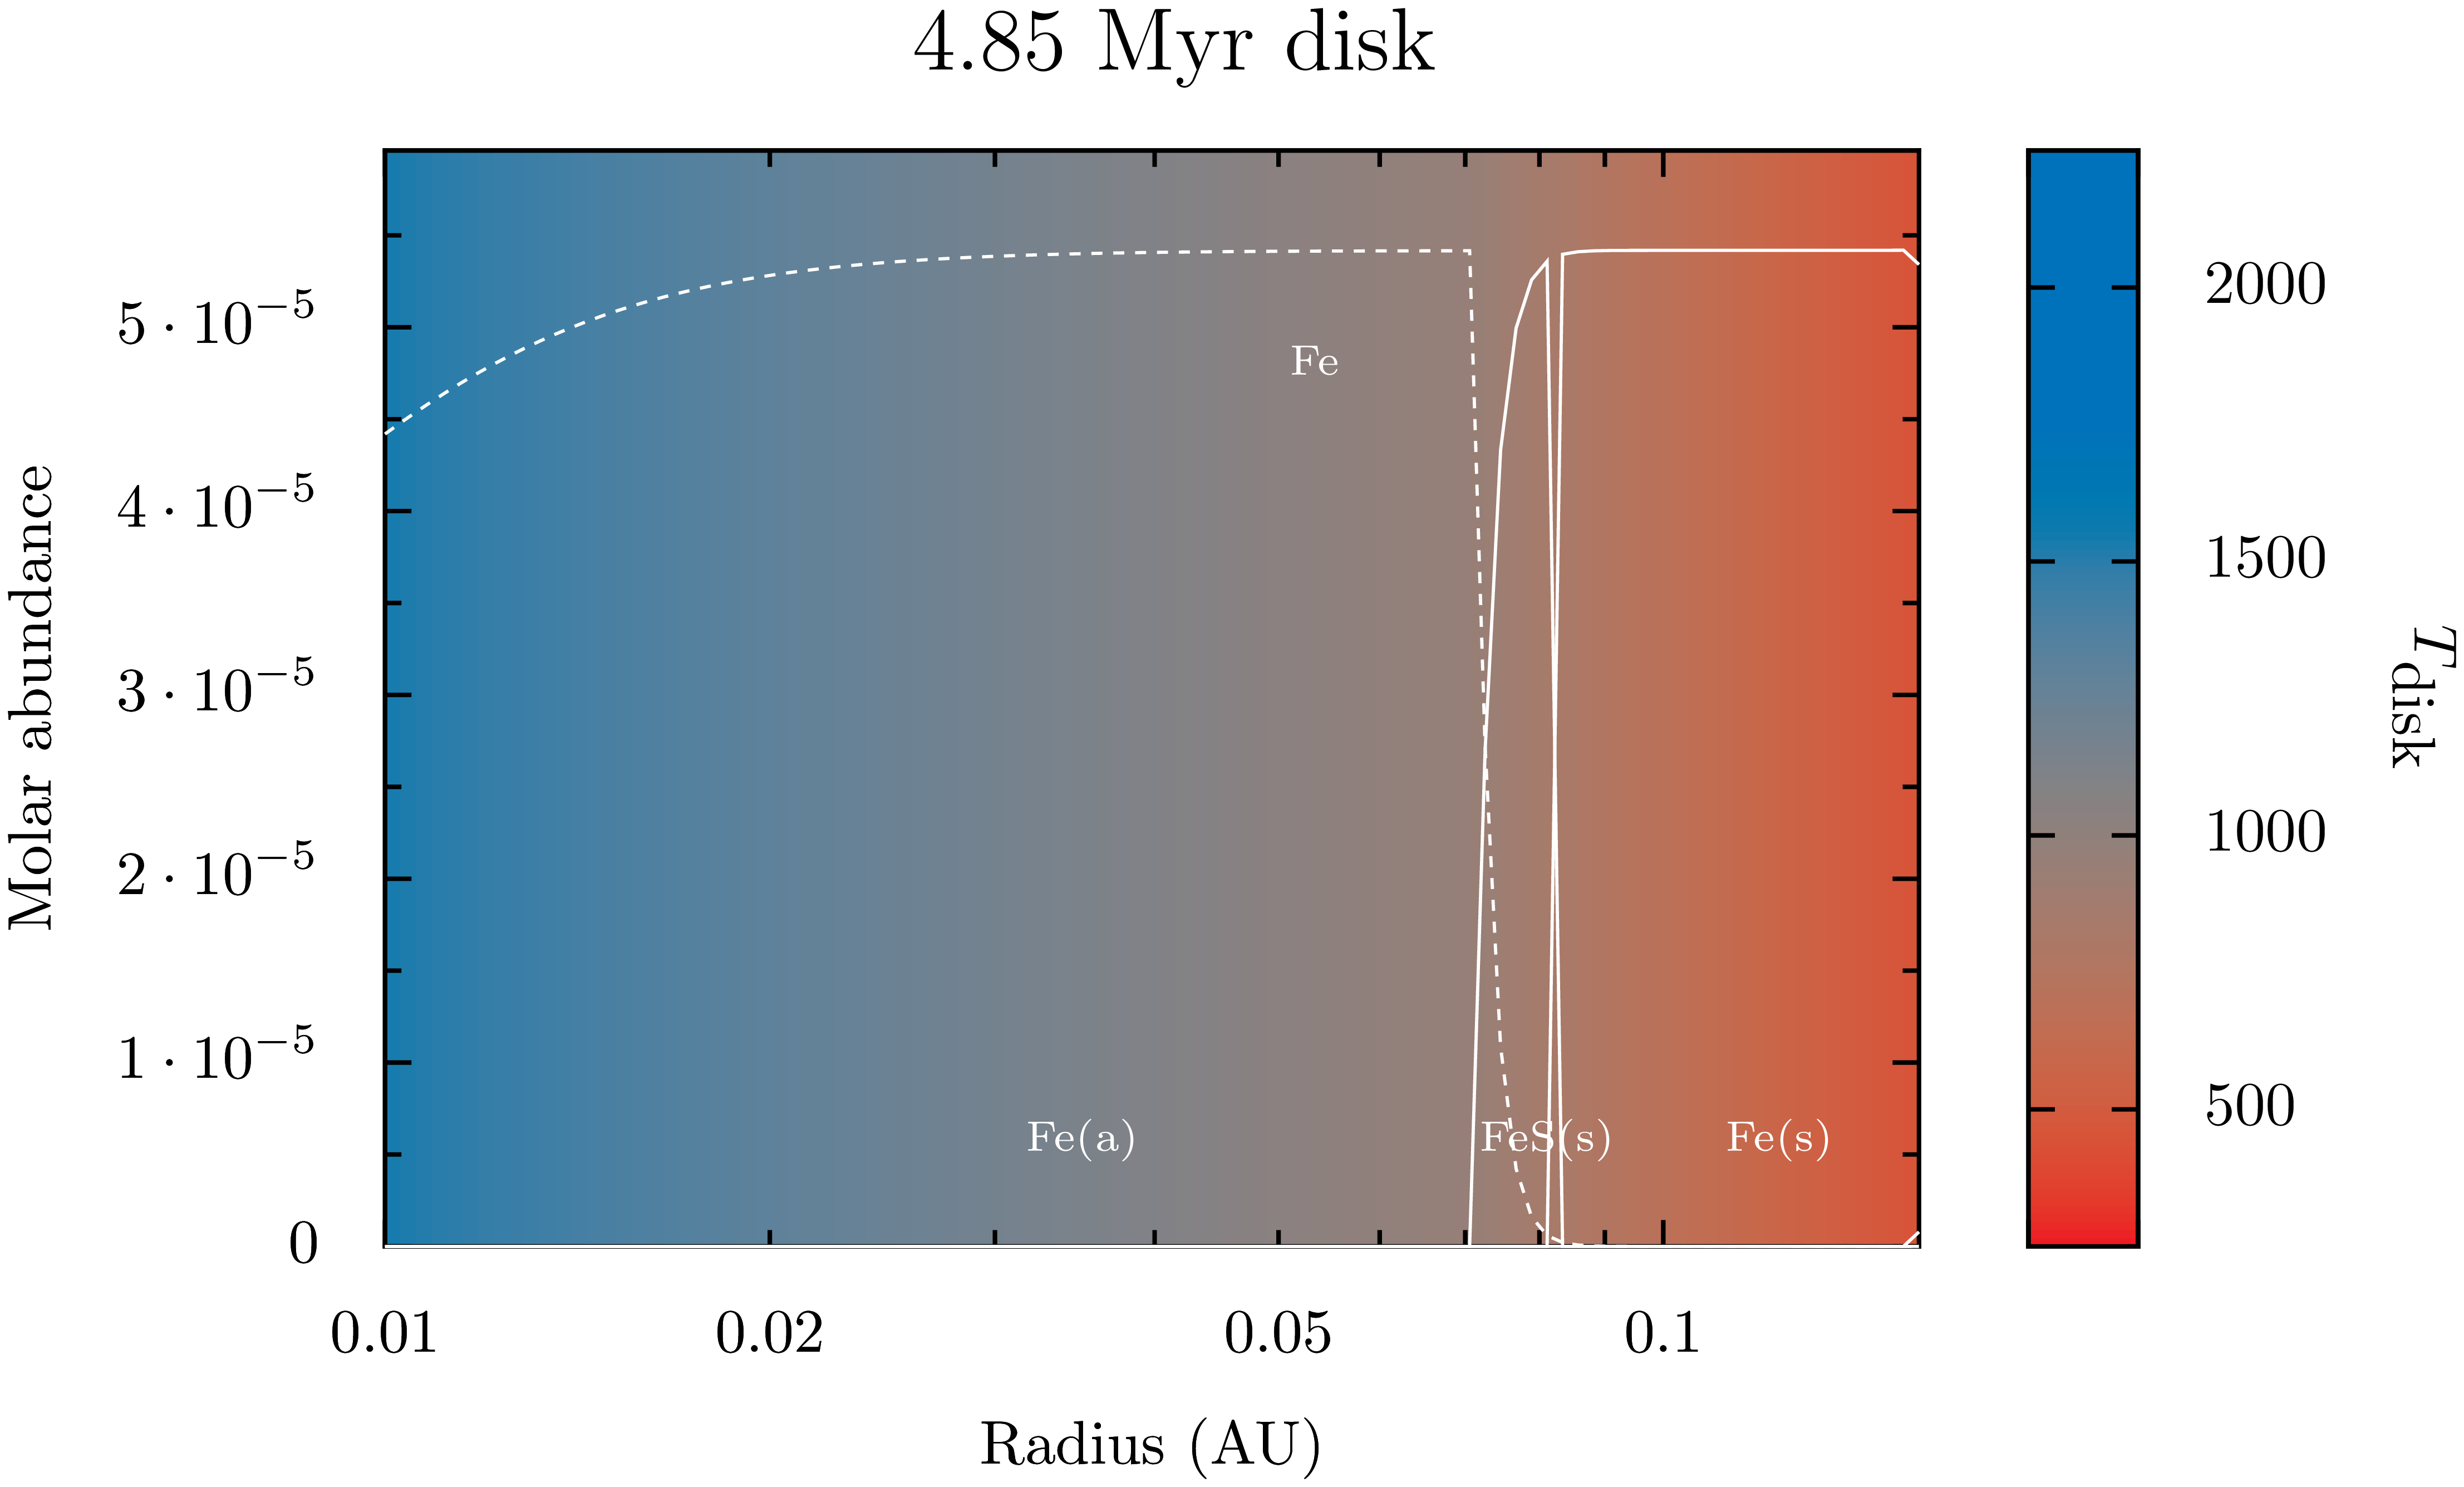 4.85 Myr disk
Molar abundance
5 · 10⁻⁵
4 · 10⁻⁵
3 · 10⁻⁵
2 · 10⁻⁵
1 · 10⁻⁵
0
Fe
Fe(a)
FeS(s)
Fe(s)
0.01
0.02
0.05
0.1
Radius (AU)
2000
1500
1000
500
T_disk